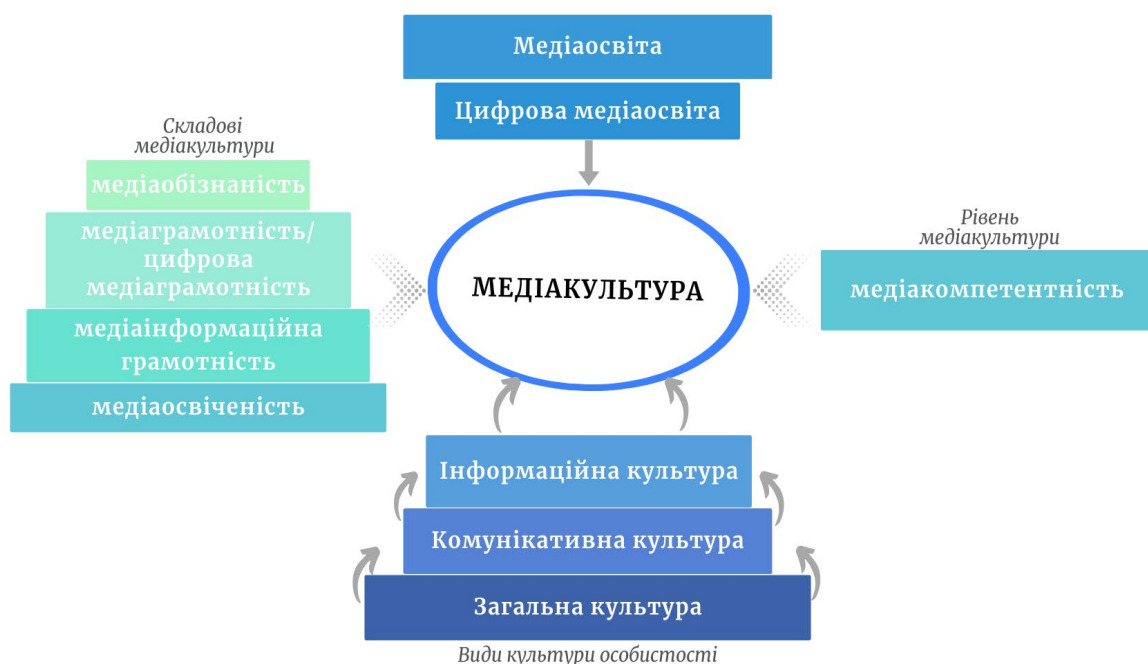 Медіаосвіта
Цифрова медіаосвіта
Складові
медіакультури
медіаобізнаність
медіаграмотність/
цифрова
медіаграмотність
медіаінформаційна
грамотність
медіаосвіченість
МЕДІАКУЛЬТУРА
Рівень
медіакультури
медіакомпетентність
Інформаційна культура
Комунікативна культура
Загальна культура
Види культури особистості